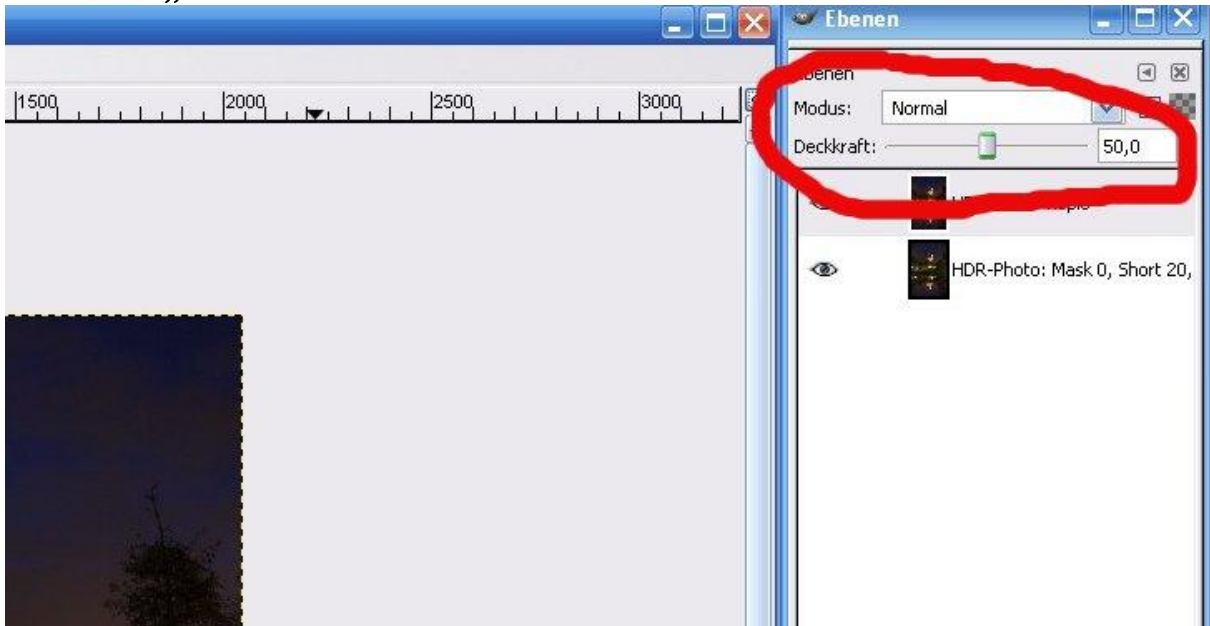 „
Ebenen
Ebenen
1500 2000 2500 3000
Modus: Normal
Deckkraft: 50,0
HDR-Photo: Mask 0, Short 20,